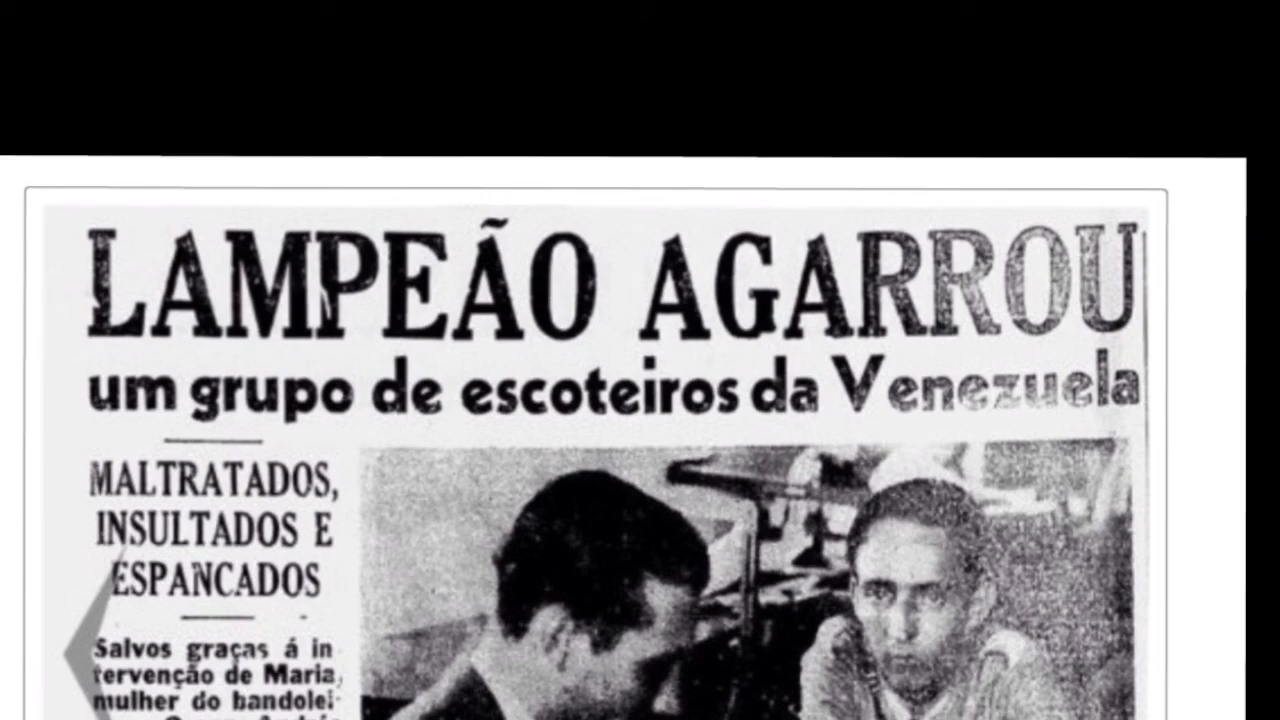 LAMPEÃO AGARROU
um grupo de escoteiros da Venezuela
MALTRATADOS,
INSULTADOS E
ESPANCADOS
Salvos graças á in
tervenção de Maria,
mulher do bandolei-